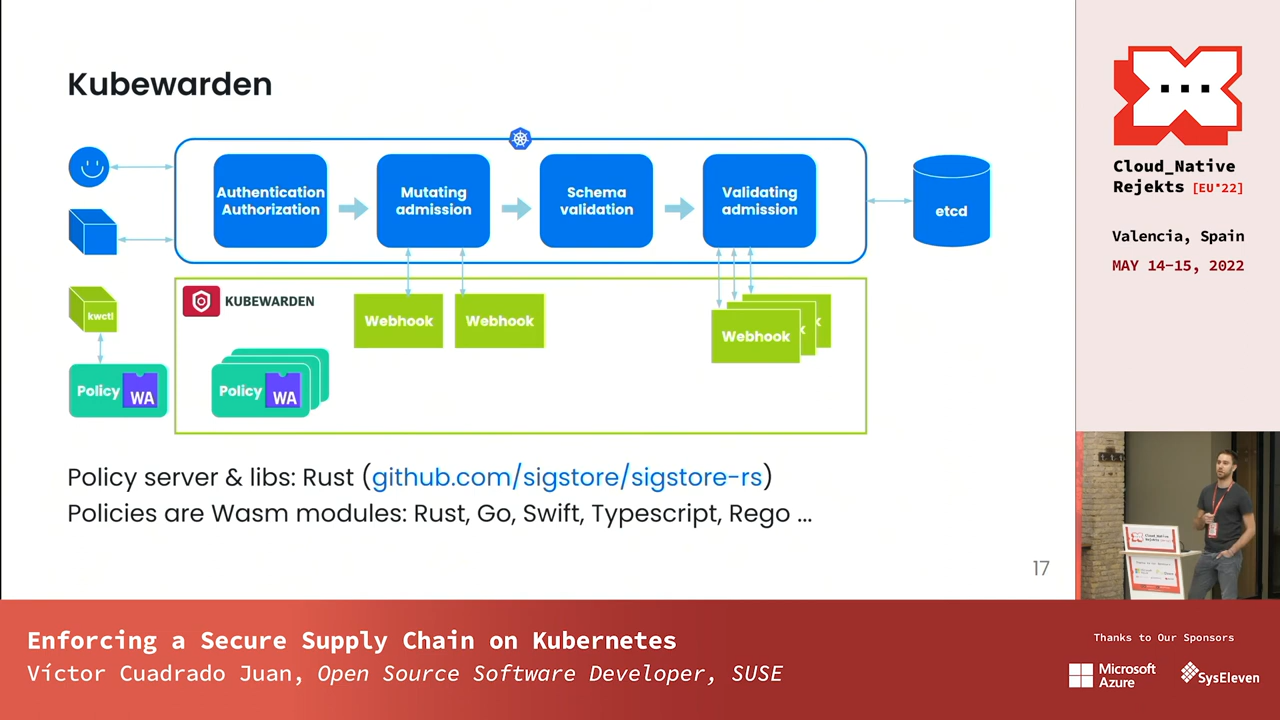 Kubewarden
Authentication
Authorization
Mutating
admission
Schema
validation
Validating
admission
etcd
kwctl
KUBEWARDEN
Webhook
Webhook
Webhook
k
k
Policy
WA
Policy
WA
Policy server & libs: Rust (github.com/sigstore/sigstore-rs)
Policies are Wasm modules: Rust, Go, Swift, Typescript, Rego ...
17
Cloud_Native
Rejekts [EU*22]
Valencia, Spain
MAY 14-15, 2022
Enforcing a Secure Supply Chain on Kubernetes
Víctor Cuadrado Juan, Open Source Software Developer, SUSE
Thanks to Our Sponsors
Microsoft
Azure
SysEleven